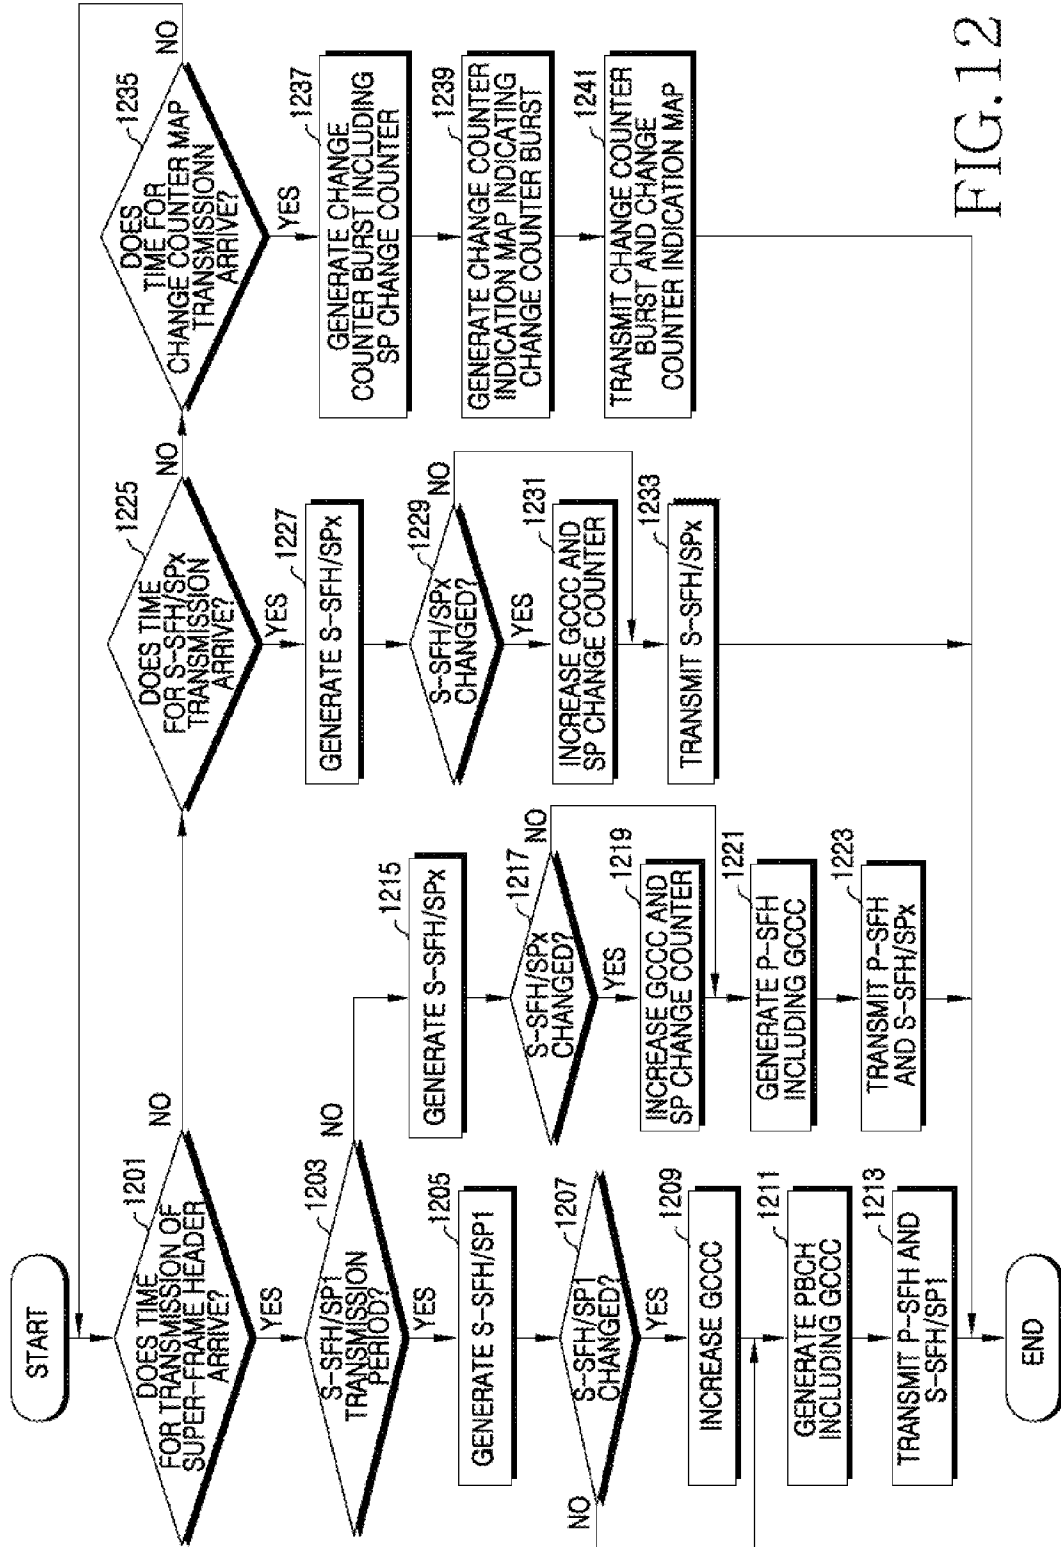 START
DOES TIME
FOR TRANSMISSION OF
SUPER-FRAME HEADER
ARRIVE?
1201
NO
YES
S-SFH/SP1
TRANSMISSION
PERIOD?
1203
NO
YES
GENERATE S-SFH/SP1
1205
S-SFH/SP1
CHANGED?
1207
NO
YES
INCREASE GCCC
1209
GENERATE PBCH
INCLUDING GCCC
1211
TRANSMIT P-SFH AND
S-SFH/SP1
1213
END
GENERATE S-SFH/SPx
1215
S-SFH/SPx
CHANGED?
1217
NO
YES
INCREASE GCCC AND
SP CHANGE COUNTER
1219
GENERATE P-SFH
INCLUDING GCCC
1221
TRANSMIT P-SFH
AND S-SFH/SPx
1223
DOES TIME
FOR S-SFH/SPx
TRANSMISSION
ARRIVE?
1225
NO
YES
GENERATE S-SFH/SPx
1227
S-SFH/SPx
CHANGED?
1229
NO
YES
INCREASE GCCC AND
SP CHANGE COUNTER
1231
TRANSMIT S-SFH/SPx
1233
DOES
TIME FOR
CHANGE COUNTER MAP
TRANSMISSIONN
ARRIVE?
1235
NO
YES
GENERATE CHANGE
COUNTER BURST INCLUDING
SP CHANGE COUNTER
1237
GENERATE CHANGE COUNTER
INDICATION MAP INDICATING
CHANGE COUNTER BURST
1239
TRANSMIT CHANGE COUNTER
BURST AND CHANGE
COUNTER INDICATION MAP
1241
FIG.12